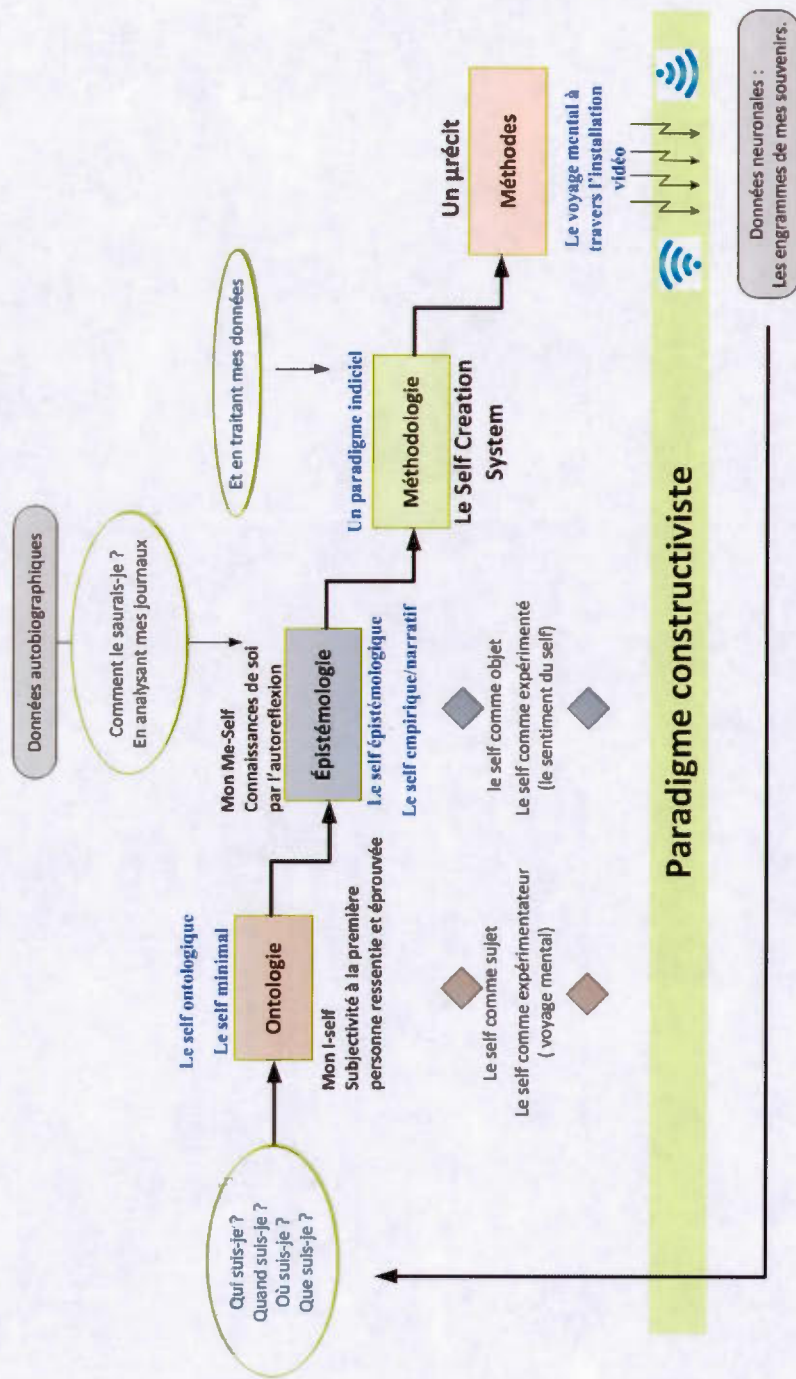 Qui suis-je ?
Quand suis-je ?
Où suis-je ?
Que suis-je ?
Le self ontologique
Le self minimal
Ontologie
Mon I-self
Subjectivité à la première
personne ressentie et éprouvée
Le self comme sujet
Le self comme expérimentateur
( voyage mental)
Données autobiographiques
Comment le saurais-je ?
En analysant mes journaux
Mon Me-Self
Connaissances de soi
par l'autoreflexion
Épistémologie
Le self épistémologique
Le self empirique/narratif
le self comme objet
Le self comme expérimenté
(le sentiment du self)
Et en traitant mes données
Un paradigme indiciel
Méthodologie
Le Self Creation
System
Un µrécit
Méthodes
Le voyage mental à
travers l'installation
vidéo
Paradigme constructiviste
Données neuronales :
Les engrammes de mes souvenirs.